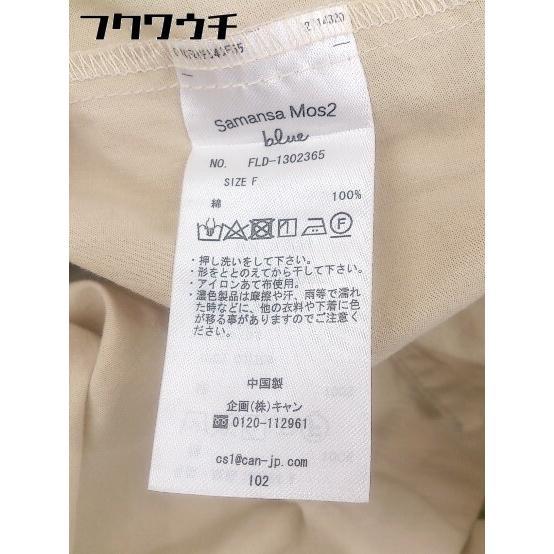 フクワウチ
Samansa Mos2
blue
NO. FLD-1302365
SIZE F
綿 100%
・押し洗いをして下さい。
・形をととのえてから干して下さい。
・アイロンあて布使用。
・濃色製品は摩擦や汗、雨等で濡れ
た時などに、他の衣料や下着に色
が移る事がありますのでご注意く
ださい。
中国製
企画(株)キャン
0120-112961
cs1@can-jp.com
I02